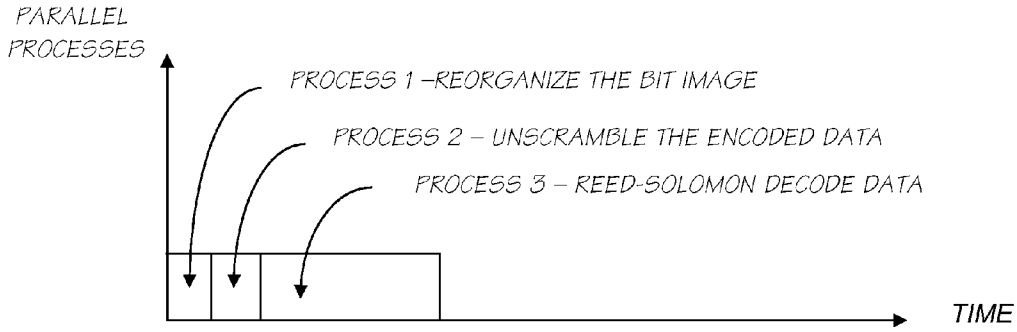 PARALLEL
PROCESSES
PROCESS 1 –REORGANIZE THE BIT IMAGE
PROCESS 2 – UNSCRAMBLE THE ENCODED DATA
PROCESS 3 – REED-SOLOMON DECODE DATA
TIME